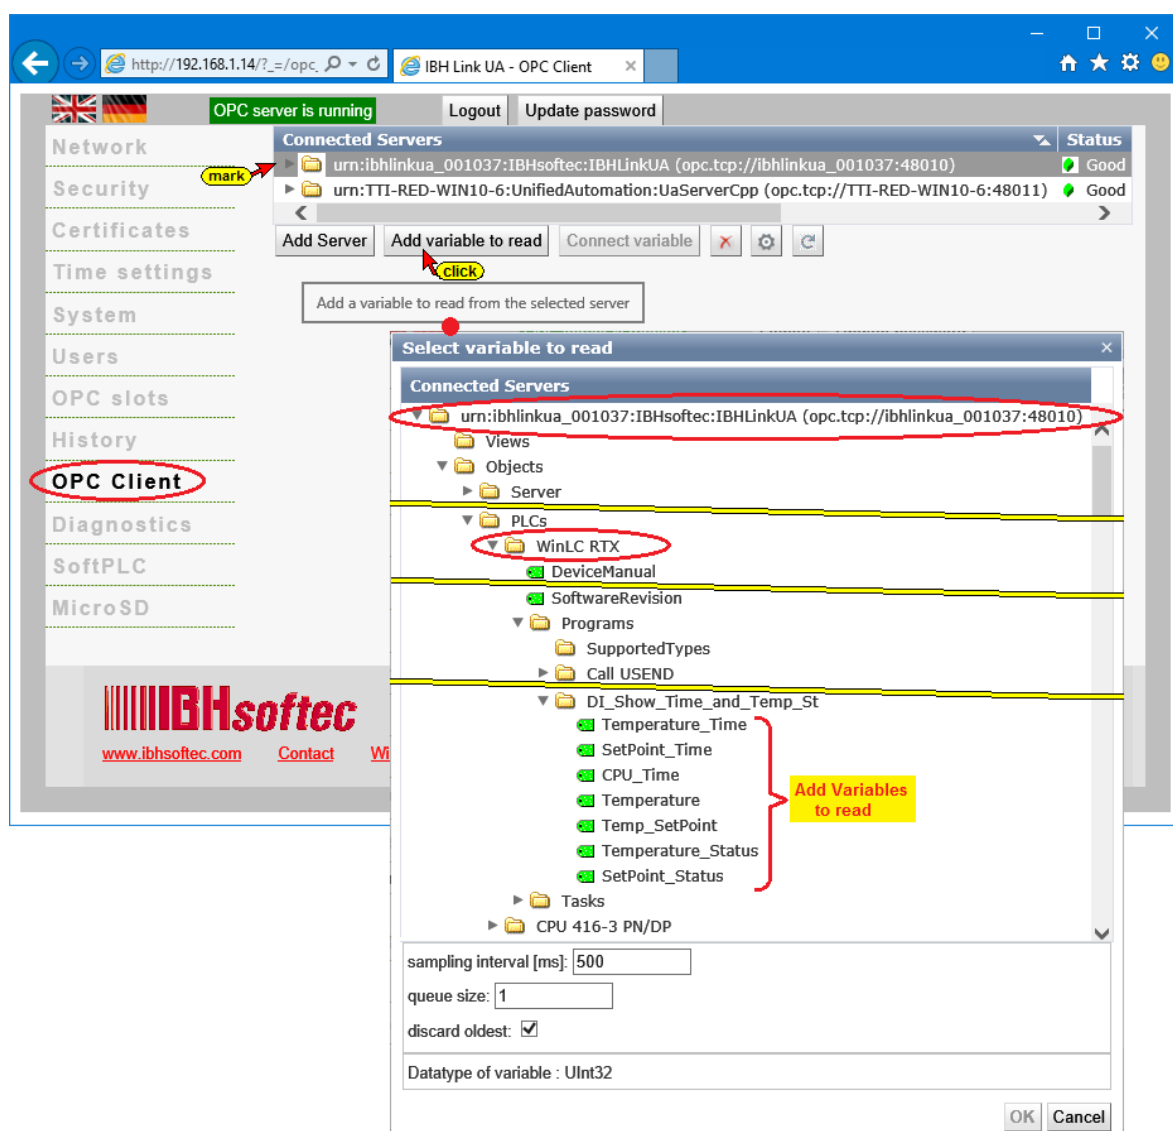 http://192.168.1.14/?_=/opc_
IBH Link UA - OPC Client
OPC server is running
Logout
Update password
Network
Security
Certificates
Time settings
System
Users
OPC slots
History
OPC Client
Diagnostics
SoftPLC
MicroSD
Connected Servers Status
mark
urn:ibhlinkua_001037:IBHsoftec:IBHLinkUA (opc.tcp://ibhlinkua_001037:48010) Good
urn:TTI-RED-WIN10-6:UnifiedAutomation:UaServerCpp (opc.tcp://TTI-RED-WIN10-6:48011) Good
Add Server
Add variable to read
Connect variable
click
Add a variable to read from the selected server
Select variable to read
Connected Servers
urn:ibhlinkua_001037:IBHsoftec:IBHLinkUA (opc.tcp://ibhlinkua_001037:48010)
Views
Objects
Server
PLCs
WinLC RTX
DeviceManual
SoftwareRevision
Programs
SupportedTypes
Call USEND
DI_Show_Time_and_Temp_St
Temperature_Time
SetPoint_Time
CPU_Time
Temperature
Temp_SetPoint
Temperature_Status
SetPoint_Status
Add Variables
to read
Tasks
CPU 416-3 PN/DP
sampling interval [ms]: 500
queue size: 1
discard oldest:
Datatype of variable : UInt32
OK
Cancel
IBHsoftec
www.ibhsoftec.com
Contact
Wi